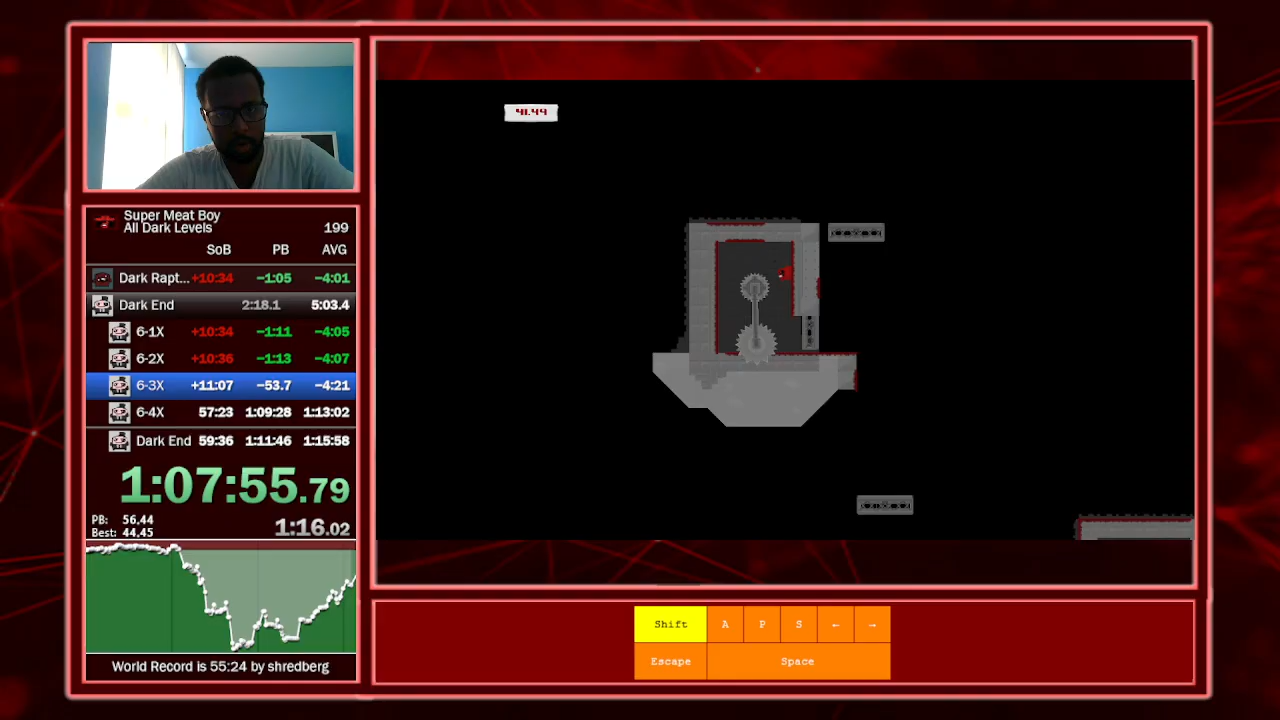 41.49
Super Meat Boy
All Dark Levels 199
SoB PB AVG
Dark Rapt... +10:34 −1:05 −4:01
Dark End 2:18.1 5:03.4
6-1X +10:34 −1:11 −4:05
6-2X +10:36 −1:13 −4:07
6-3X +11:07 −53.7 −4:21
6-4X 57:23 1:09:28 1:13:02
Dark End 59:36 1:11:46 1:15:58
1:07:55.79
PB: 56.44
Best: 44.45
1:16.02
World Record is 55:24 by shredberg
Shift A P S ← →
Escape Space